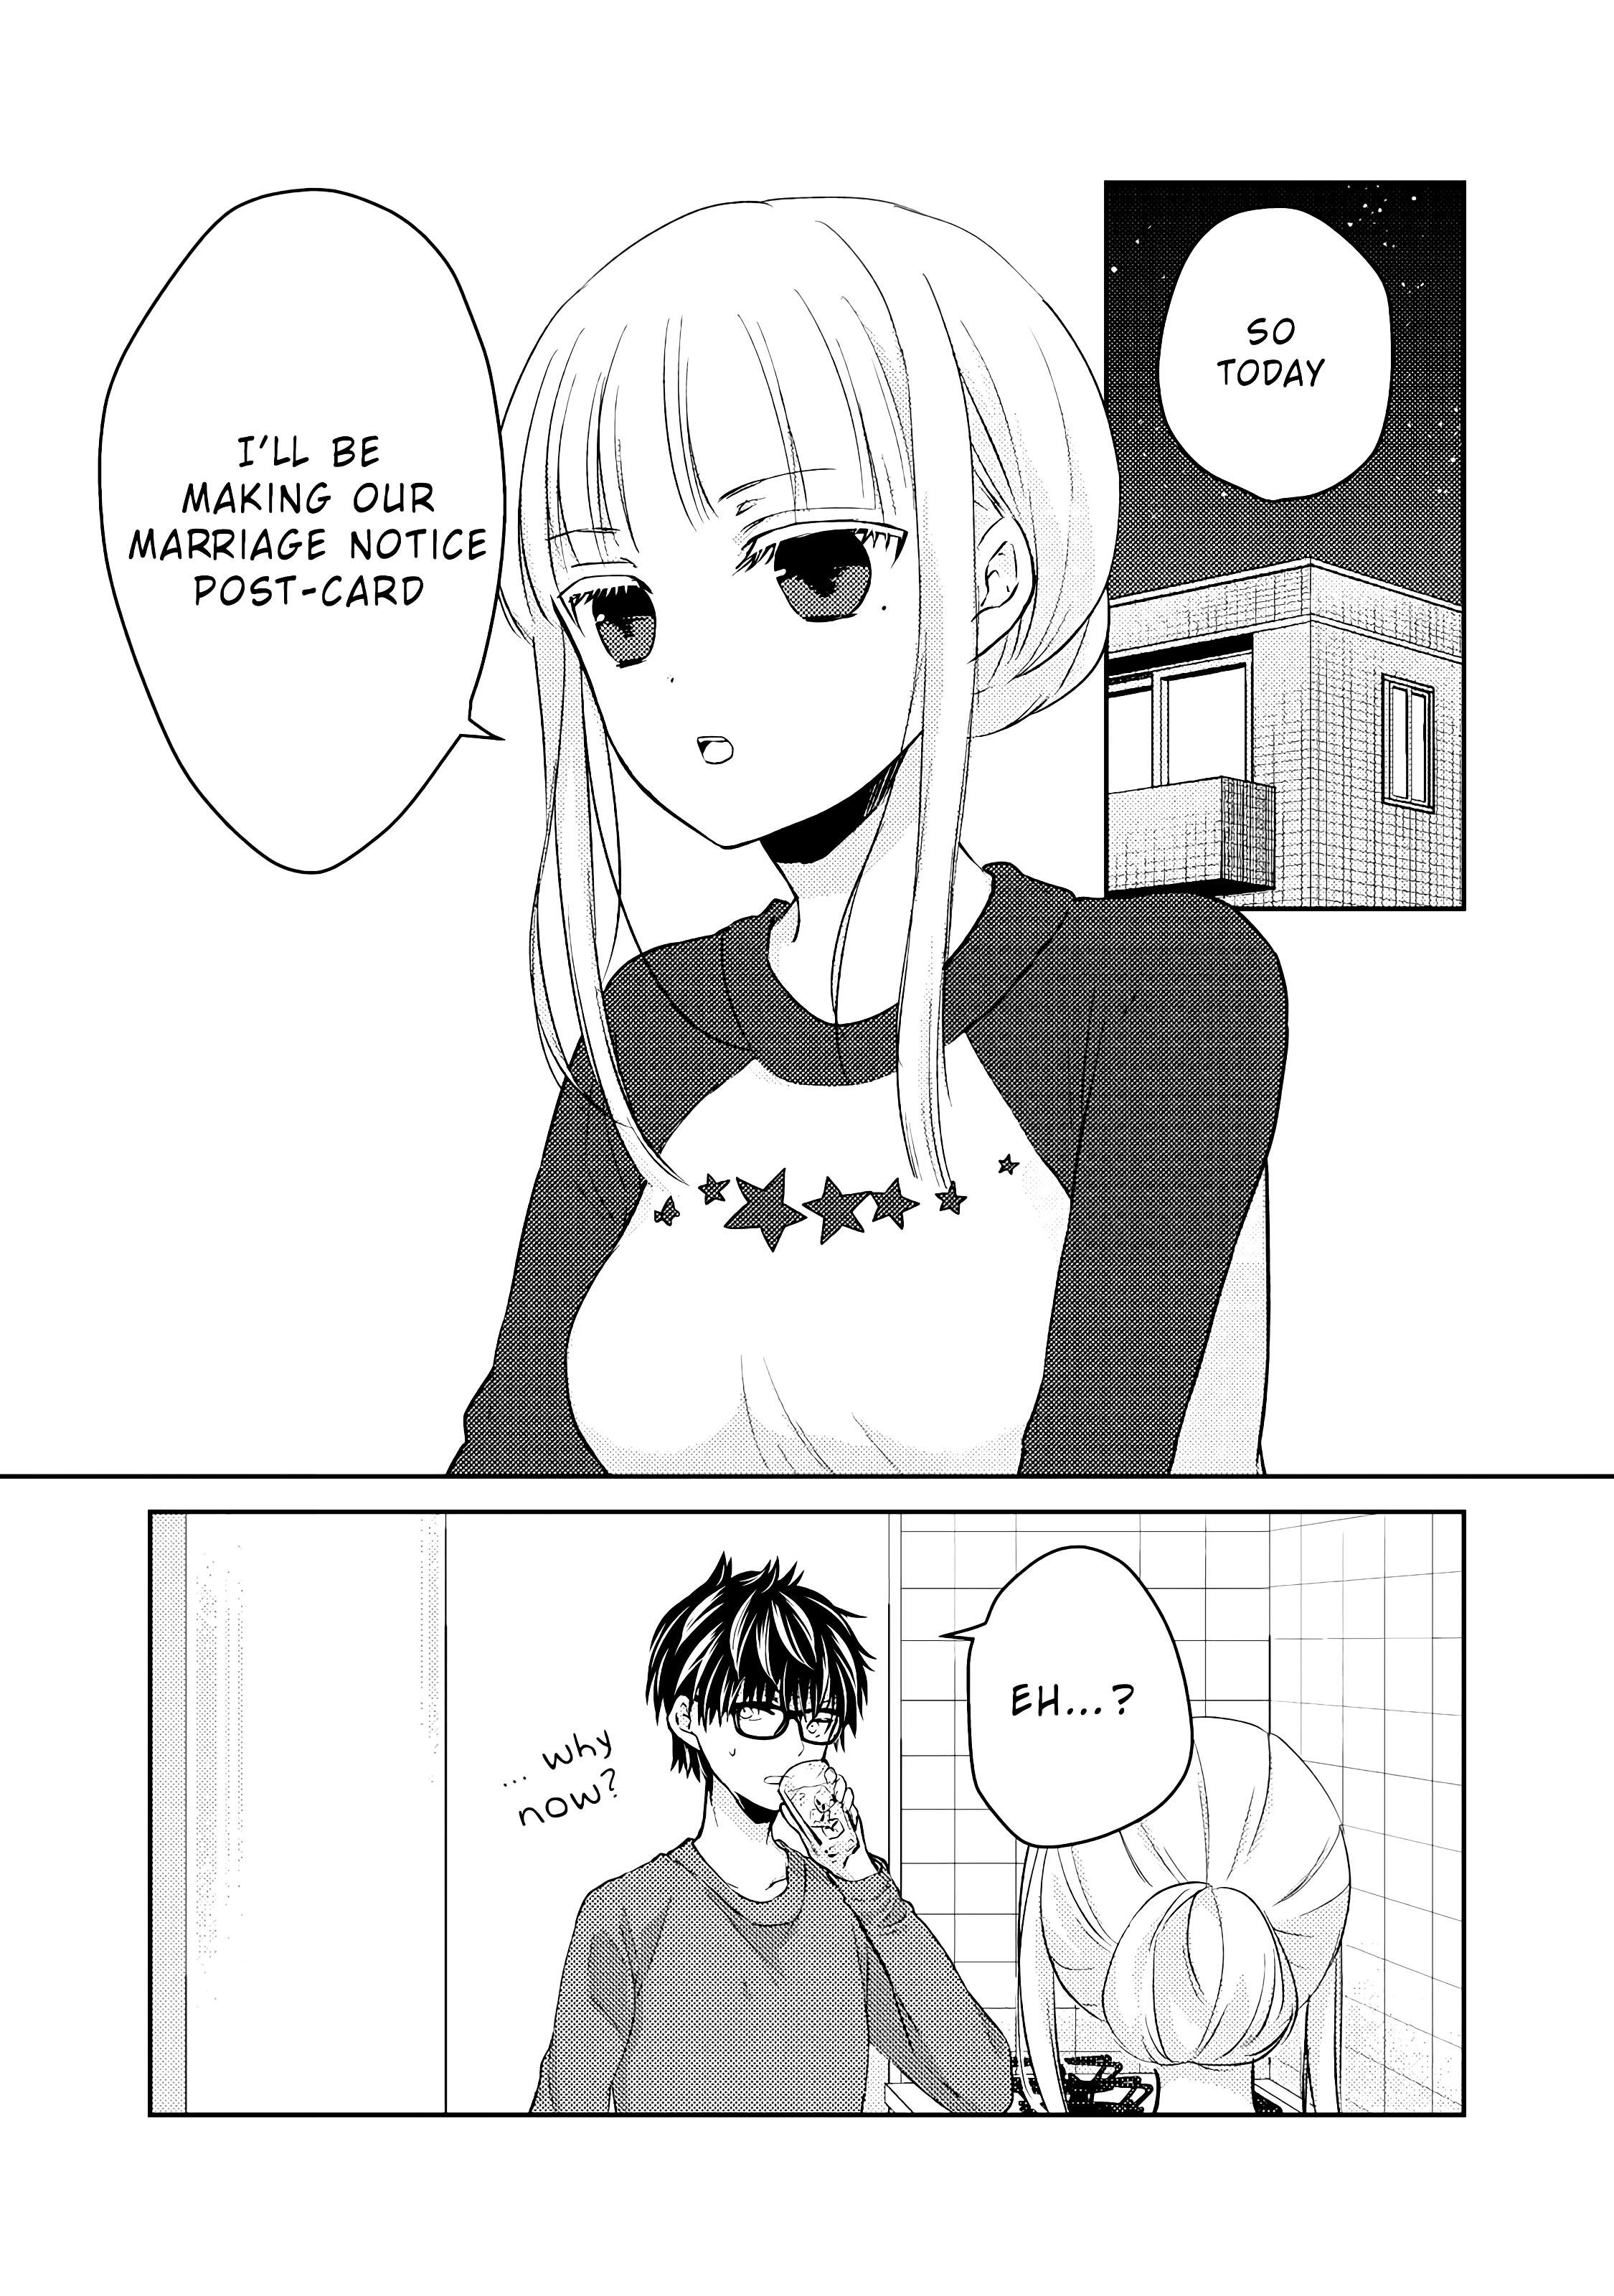 SO
TODAY
I'LL BE
MAKING OUR
MARRIAGE NOTICE
POST-CARD
EH...?
... why
now?